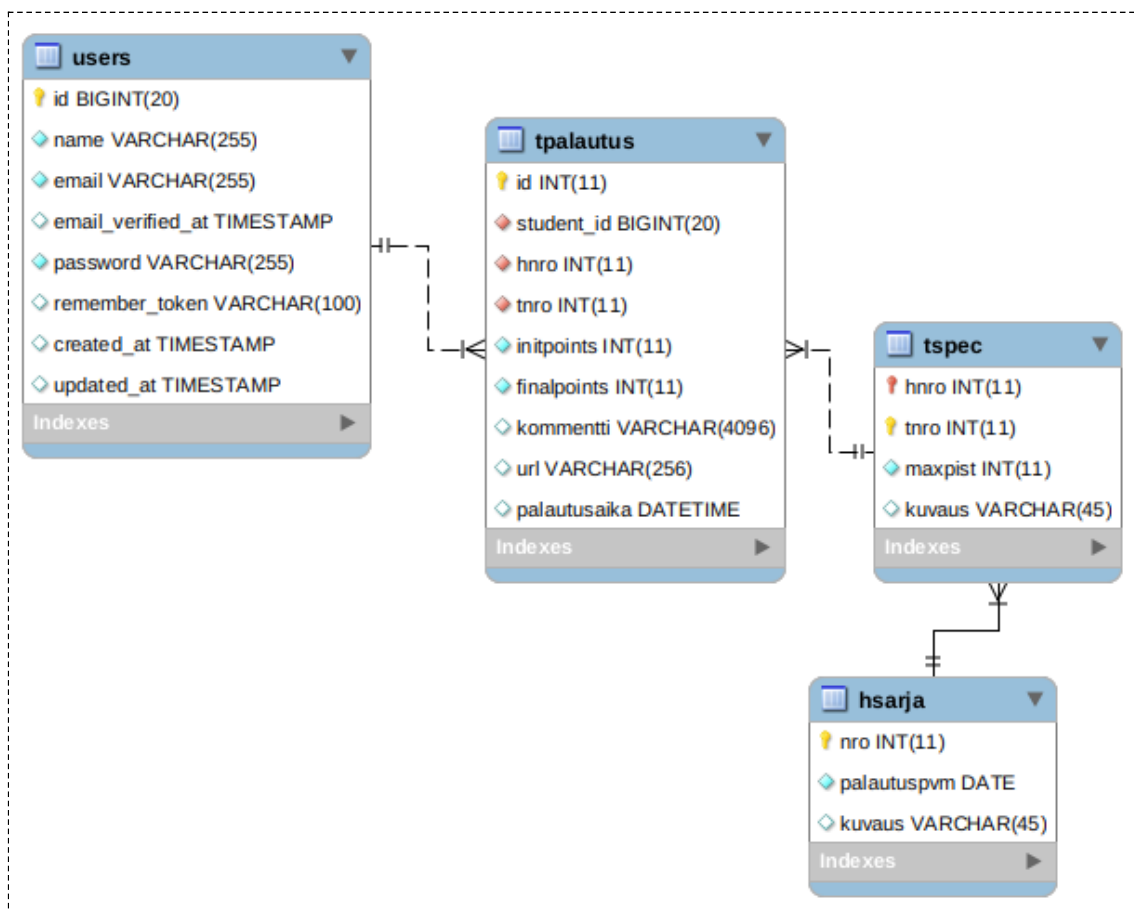 users
id BIGINT(20)
name VARCHAR(255)
email VARCHAR(255)
email_verified_at TIMESTAMP
password VARCHAR(255)
remember_token VARCHAR(100)
created_at TIMESTAMP
updated_at TIMESTAMP
Indexes
tpalautus
id INT(11)
student_id BIGINT(20)
hnro INT(11)
tnro INT(11)
initpoints INT(11)
finalpoints INT(11)
kommentti VARCHAR(4096)
url VARCHAR(256)
palautusaika DATETIME
Indexes
tspec
hnro INT(11)
tnro INT(11)
maxpist INT(11)
kuvaus VARCHAR(45)
Indexes
hsarja
nro INT(11)
palautuspvm DATE
kuvaus VARCHAR(45)
Indexes